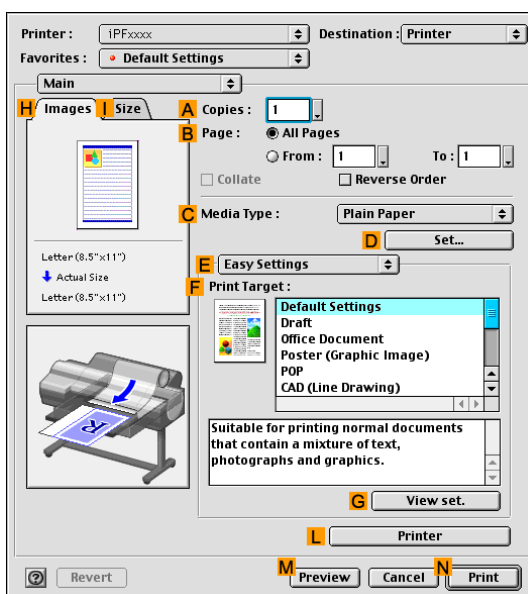 Printer : iPFxxxx Destination : Printer
Favorites : Default Settings
Main
H Images I Size
A Copies : 1
B Page : All Pages
From : 1 To : 1
Collate Reverse Order
C Media Type : Plain Paper
D Set...
Letter (8.5"x11")
Actual Size
Letter (8.5"x11")
E Easy Settings
F Print Target :
Default Settings
Draft
Office Document
Poster (Graphic Image)
POP
CAD (Line Drawing)
R
Suitable for printing normal documents
that contain a mixture of text,
photographs and graphics.
G View set.
L Printer
? Revert M Preview Cancel N Print